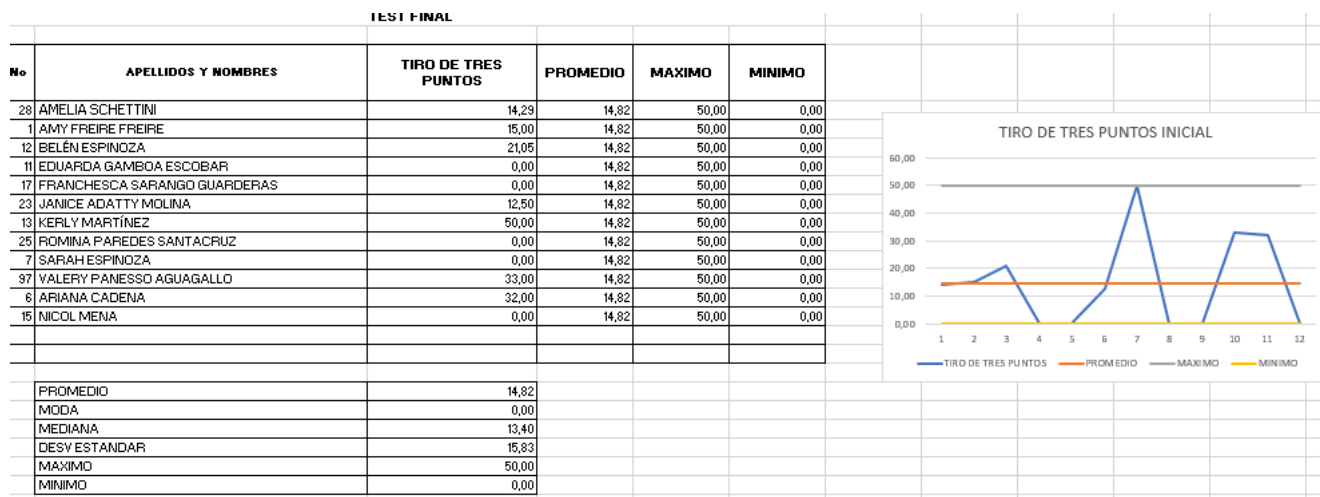 TEST FINAL
No APELLIDOS Y NOMBRES TIRO DE TRES PUNTOS PROMEDIO MAXIMO MINIMO
28 AMELIA SCHETTINI 14,29 14,82 50,00 0,00
1 AMY FREIRE FREIRE 15,00 14,82 50,00 0,00
12 BELÉN ESPINOZA 21,05 14,82 50,00 0,00
11 EDUARDA GAMBOA ESCOBAR 0,00 14,82 50,00 0,00
17 FRANCHESCA SARANGO GUARDERAS 0,00 14,82 50,00 0,00
23 JANICE ADATTY MOLINA 12,50 14,82 50,00 0,00
13 KERLY MARTÍNEZ 50,00 14,82 50,00 0,00
25 ROMINA PAREDES SANTACRUZ 0,00 14,82 50,00 0,00
7 SARAH ESPINOZA 0,00 14,82 50,00 0,00
97 VALERY PANESSO AGUAGALLO 33,00 14,82 50,00 0,00
6 ARIANA CADENA 32,00 14,82 50,00 0,00
15 NICOL MENA 0,00 14,82 50,00 0,00
PROMEDIO 14,82
MODA 0,00
MEDIANA 13,40
DESV ESTANDAR 15,83
MAXIMO 50,00
MINIMO 0,00
TIRO DE TRES PUNTOS INICIAL
60,00
50,00
40,00
30,00
20,00
10,00
0,00
1 2 3 4 5 6 7 8 9 10 11 12
TIRO DE TRES PUNTOS PROMEDIO MAXIMO MINIMO